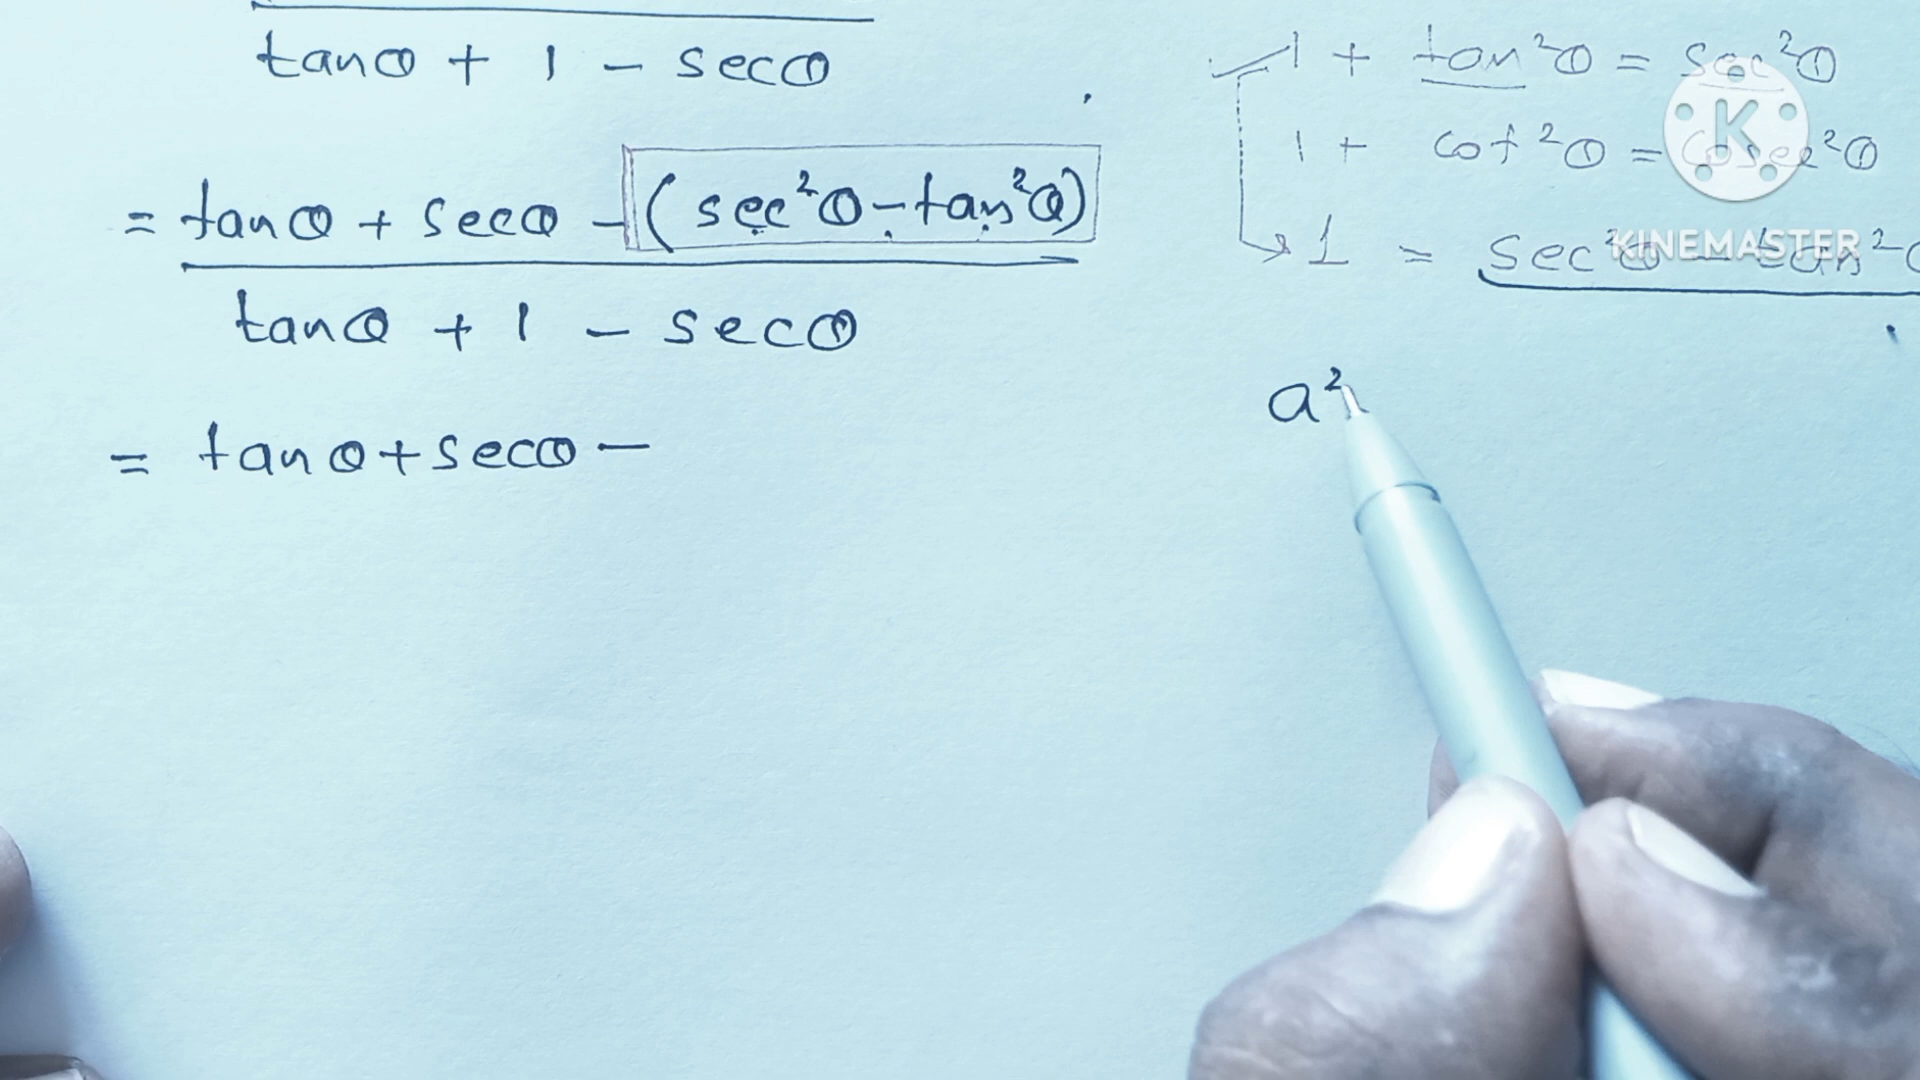 tanθ + 1 - secθ
= tanθ + secθ - (sec²θ - tan²θ)
tanθ + 1 - secθ
= tanθ + secθ -
1 + tan²θ = sec²θ
1 + cot²θ = cosec²θ
1 = sec²θ - tan²θ
a²
K
KINEMASTER